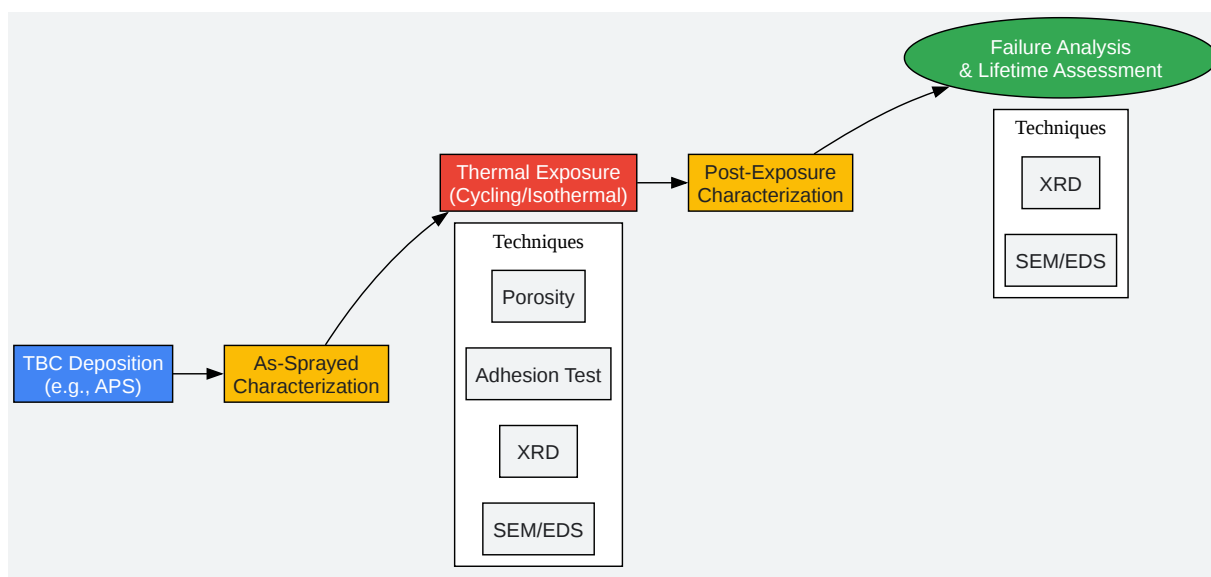 TBC Deposition
(e.g., APS)
As-Sprayed
Characterization
Thermal Exposure
(Cycling/Isothermal)
Techniques
Porosity
Adhesion Test
XRD
SEM/EDS
Post-Exposure
Characterization
Failure Analysis
& Lifetime Assessment
Techniques
XRD
SEM/EDS